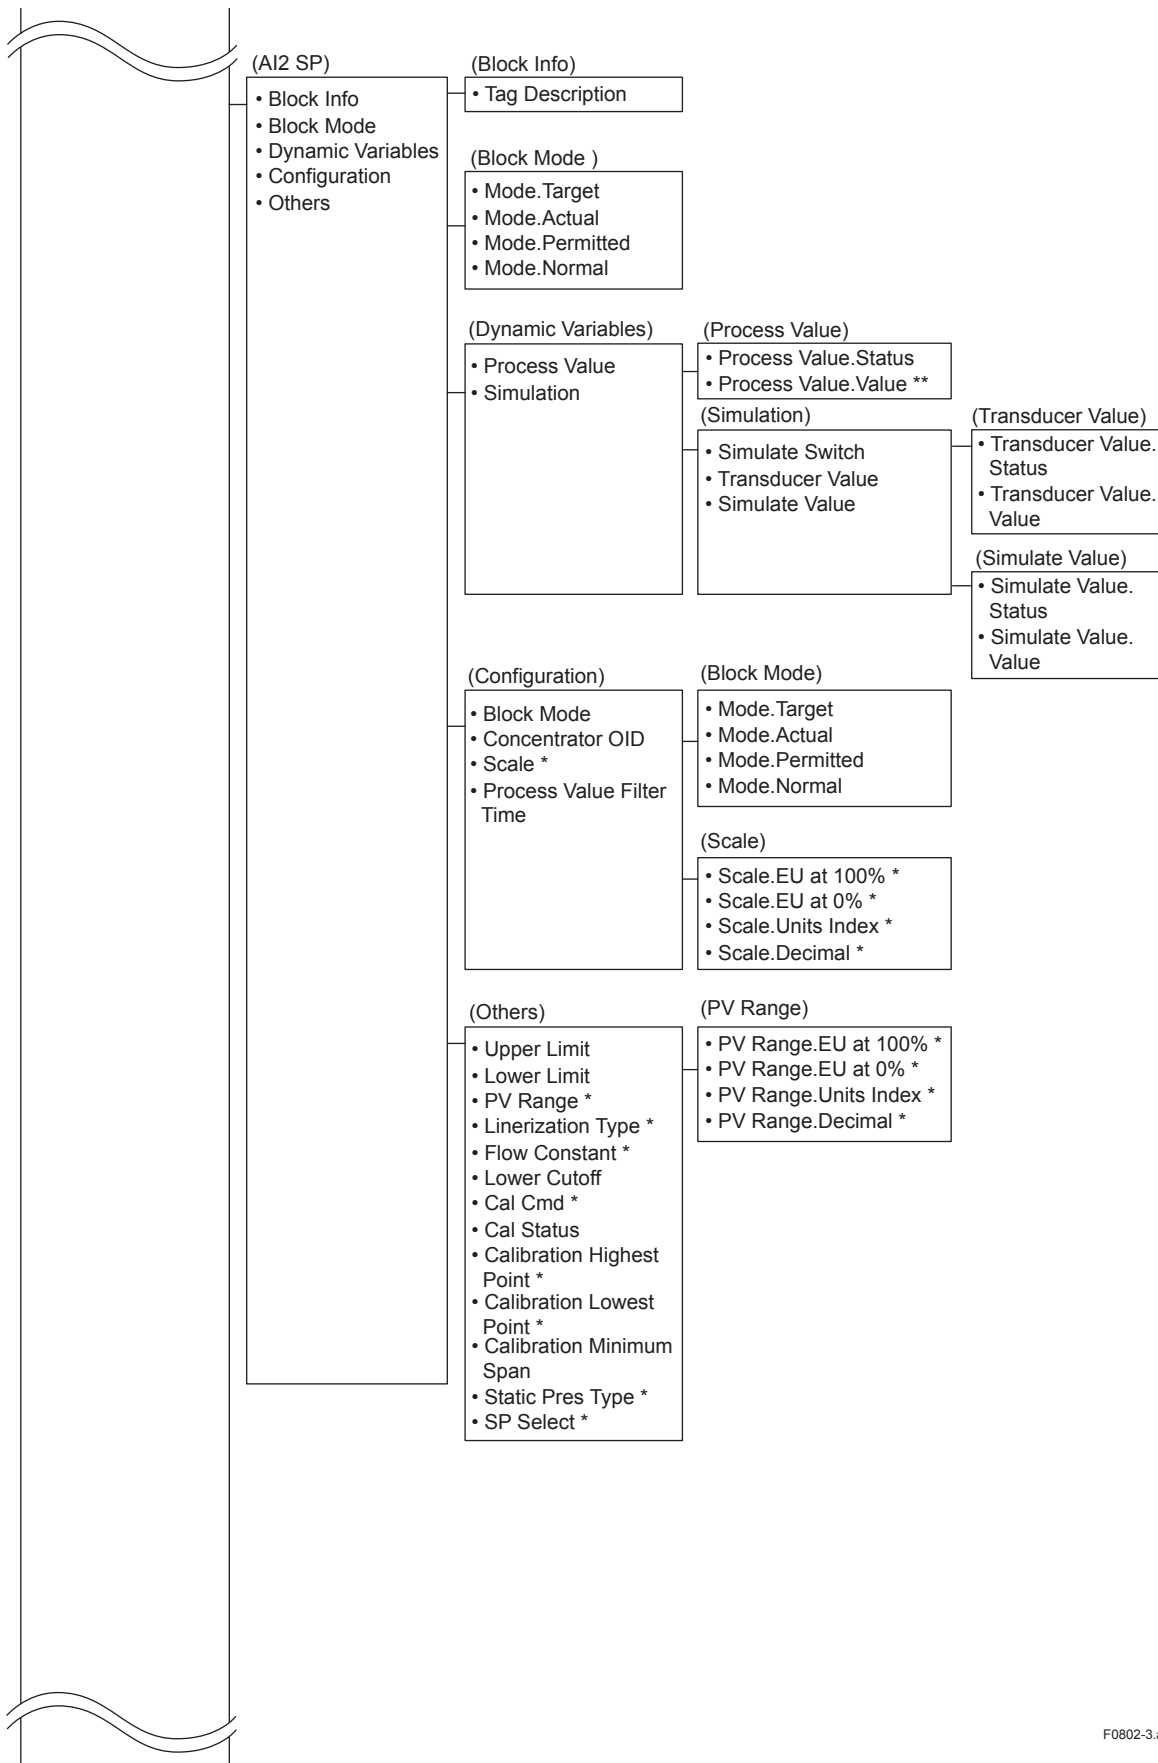 (AI2 SP)
• Block Info
• Block Mode
• Dynamic Variables
• Configuration
• Others
(Block Info)
• Tag Description
(Block Mode )
• Mode.Target
• Mode.Actual
• Mode.Permitted
• Mode.Normal
(Dynamic Variables)
• Process Value
• Simulation
(Process Value)
• Process Value.Status
• Process Value.Value **
(Simulation)
• Simulate Switch
• Transducer Value
• Simulate Value
(Transducer Value)
• Transducer Value.
Status
• Transducer Value.
Value
(Simulate Value)
• Simulate Value.
Status
• Simulate Value.
Value
(Configuration)
• Block Mode
• Concentrator OID
• Scale *
• Process Value Filter
Time
(Block Mode)
• Mode.Target
• Mode.Actual
• Mode.Permitted
• Mode.Normal
(Scale)
• Scale.EU at 100% *
• Scale.EU at 0% *
• Scale.Units Index *
• Scale.Decimal *
(Others)
• Upper Limit
• Lower Limit
• PV Range *
• Linerization Type *
• Flow Constant *
• Lower Cutoff
• Cal Cmd *
• Cal Status
• Calibration Highest
Point *
• Calibration Lowest
Point *
• Calibration Minimum
Span
• Static Pres Type *
• SP Select *
(PV Range)
• PV Range.EU at 100% *
• PV Range.EU at 0% *
• PV Range.Units Index *
• PV Range.Decimal *
F0802-3.a